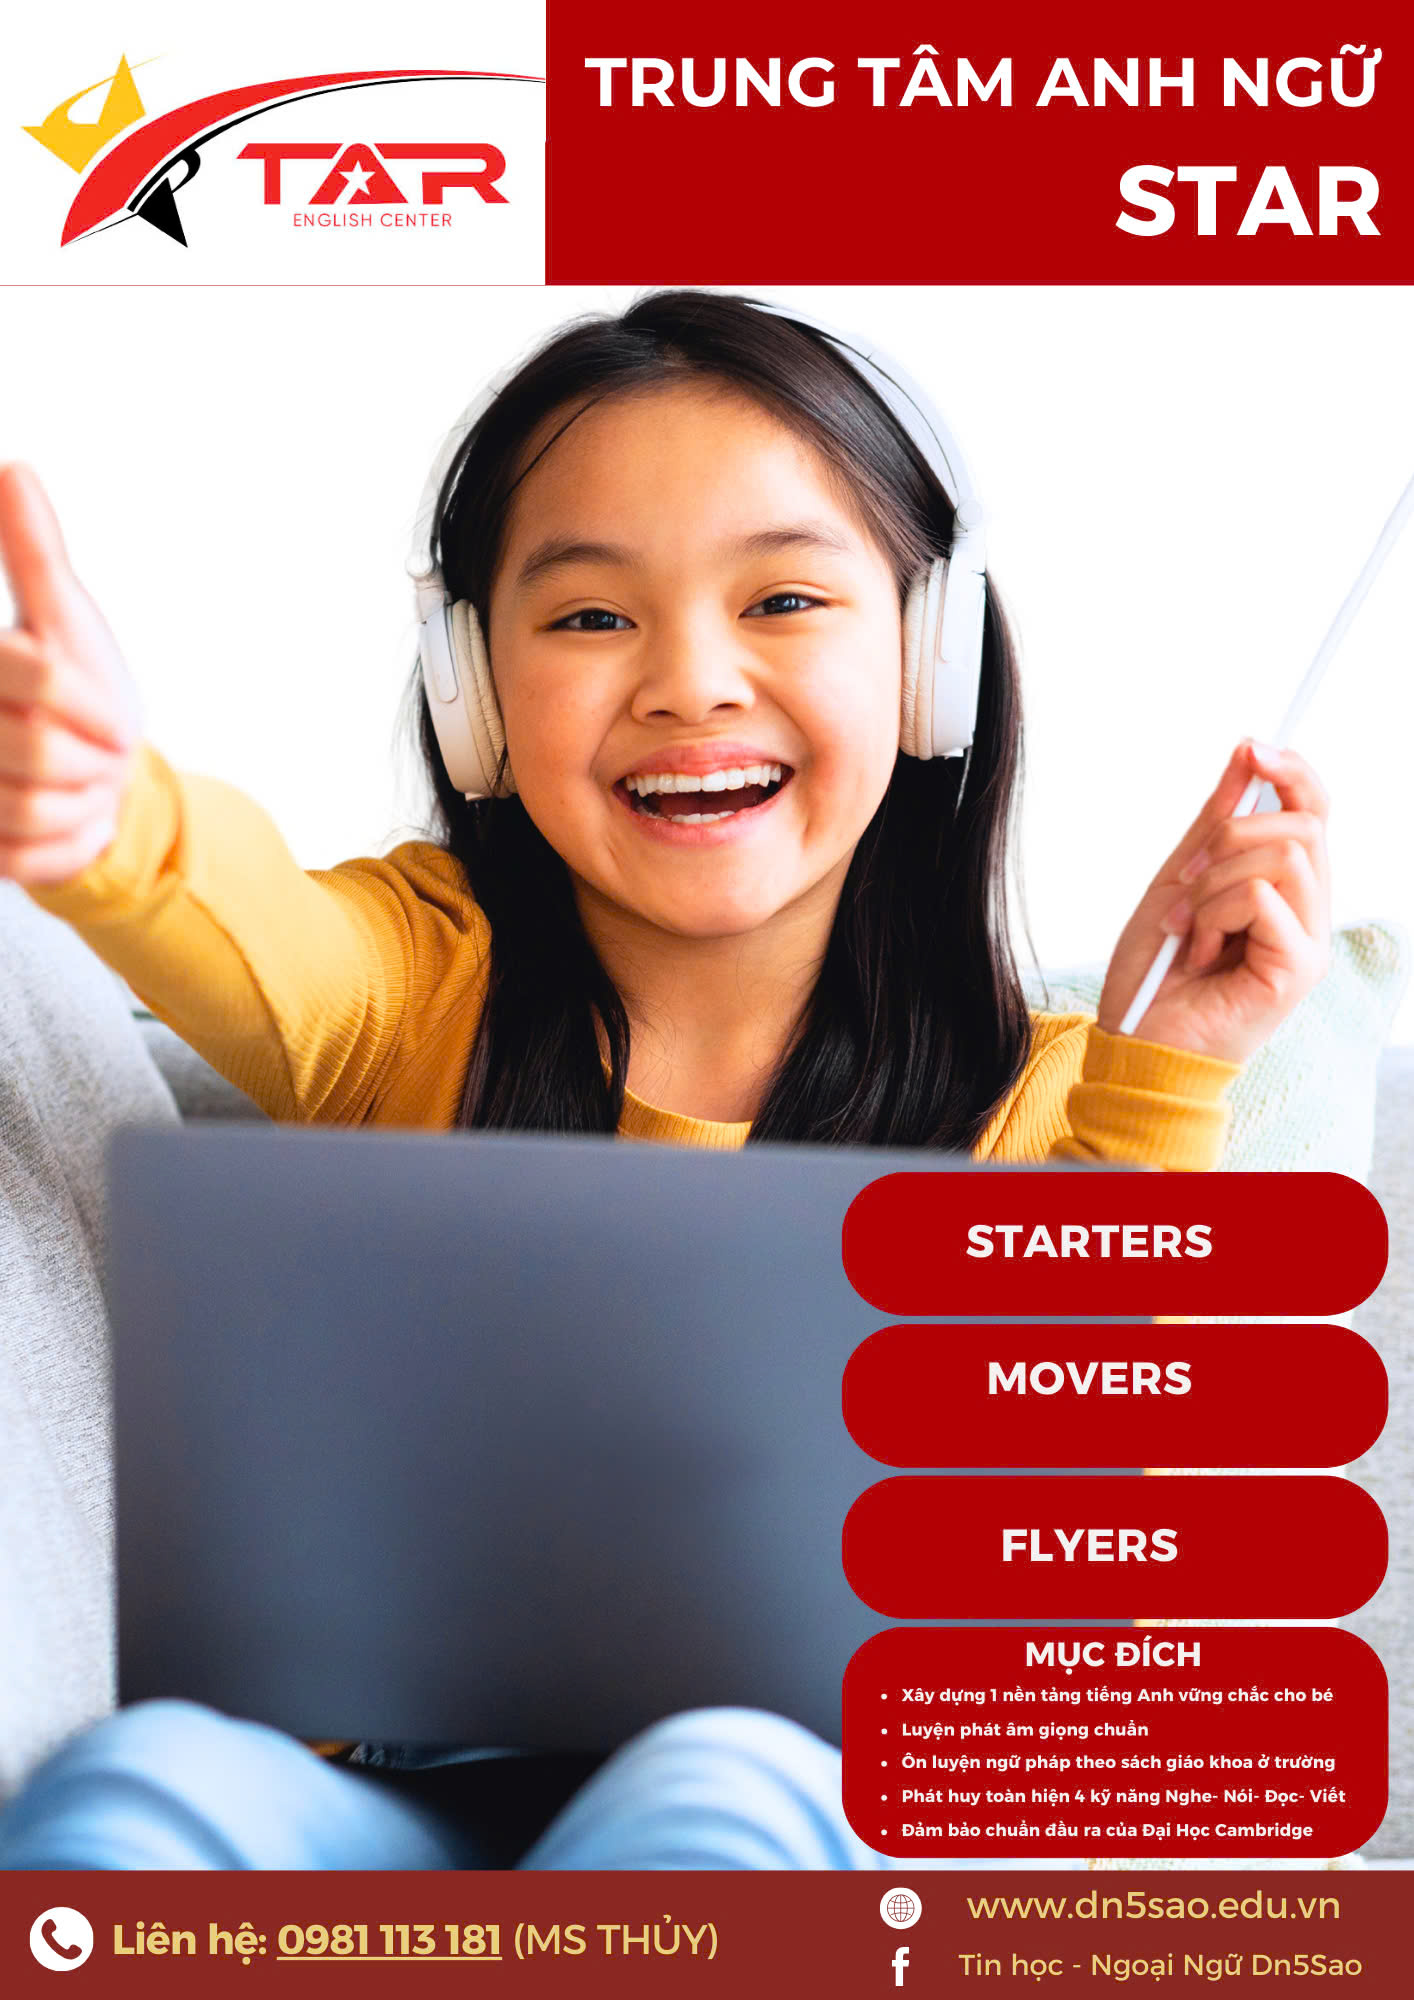 TAR
ENGLISH CENTER
TRUNG TÂM ANH NGỮ
STAR
STARTERS
MOVERS
FLYERS
MỤC ĐÍCH
• Xây dựng 1 nền tảng tiếng Anh vững chắc cho bé
• Luyện phát âm giọng chuẩn
• Ôn luyện ngữ pháp theo sách giáo khoa ở trường
• Phát huy toàn hiện 4 kỹ năng Nghe- Nói- Đọc- Viết
• Đảm bảo chuẩn đầu ra của Đại Học Cambridge
Liên hệ: 0981 113 181 (MS THỦY)
www.dn5sao.edu.vn
Tin học - Ngoại Ngữ Dn5Sao